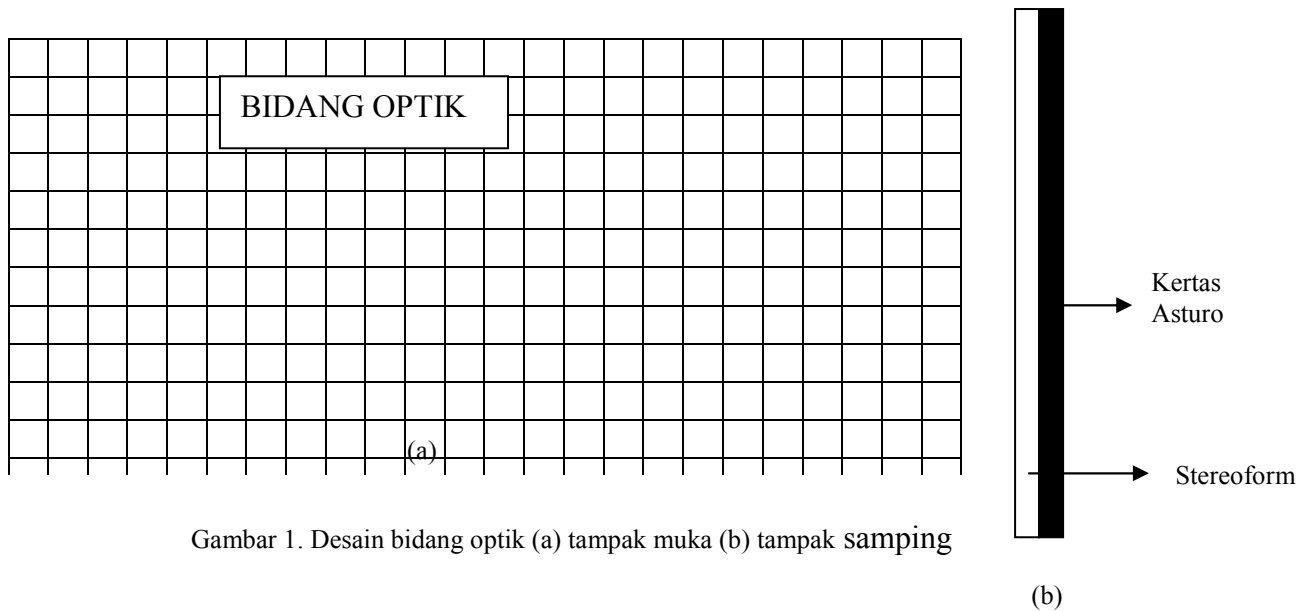 BIDANG OPTIK
Kertas
Asturo
(a)
Stereoform
Gambar 1. Desain bidang optik (a) tampak muka (b) tampak samping
(b)